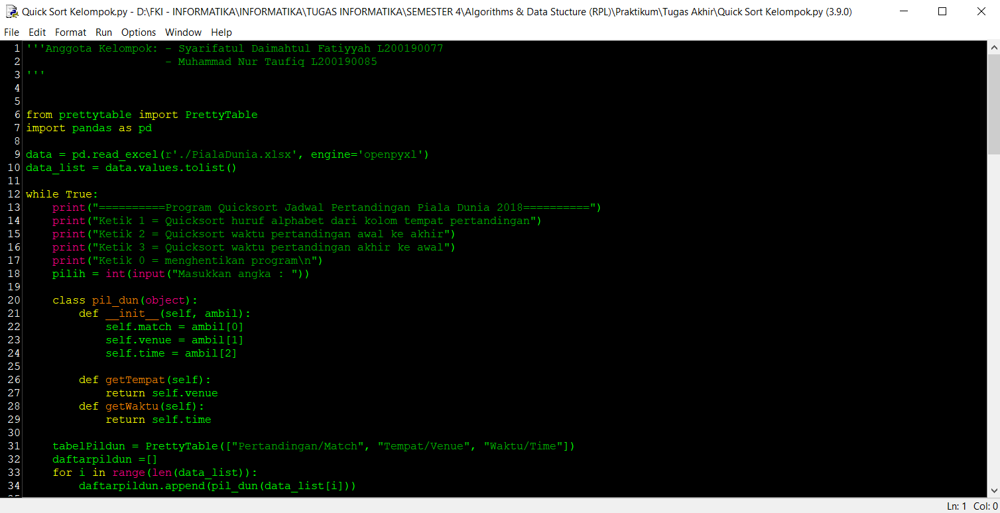 Quick Sort Kelompok.py - D:\FKI - INFORMATIKA\INFORMATIKA\TUGAS INFORMATIKA\SEMESTER 4\Algorithms & Data Stucture (RPL)\Praktikum\Tugas Akhir\Quick Sort Kelompok.py (3.9.0)
File Edit Format Run Options Window Help
1 '''Anggota Kelompok: - Syarifatul Daimahtul Fatiyyah L200190077
2                      - Muhammad Nur Taufiq L200190085
3 '''
4
5
6 from prettytable import PrettyTable
7 import pandas as pd
8
9 data = pd.read_excel(r'./PialaDunia.xlsx', engine='openpyxl')
10 data_list = data.values.tolist()
11
12 while True:
13     print("==========Program Quicksort Jadwal Pertandingan Piala Dunia 2018==========")
14     print("Ketik 1 = Quicksort huruf alphabet dari kolom tempat pertandingan")
15     print("Ketik 2 = Quicksort waktu pertandingan awal ke akhir")
16     print("Ketik 3 = Quicksort waktu pertandingan akhir ke awal")
17     print("Ketik 0 = menghentikan program\n")
18     pilih = int(input("Masukkan angka : "))
19
20     class pil_dun(object):
21         def __init__(self, ambil):
22             self.match = ambil[0]
23             self.venue = ambil[1]
24             self.time = ambil[2]
25
26         def getTempat(self):
27             return self.venue
28         def getWaktu(self):
29             return self.time
30
31     tabelPildun = PrettyTable(["Pertandingan/Match", "Tempat/Venue", "Waktu/Time"])
32     daftarpildun =[]
33     for i in range(len(data_list)):
34         daftarpildun.append(pil_dun(data_list[i]))
Ln: 1 Col: 0